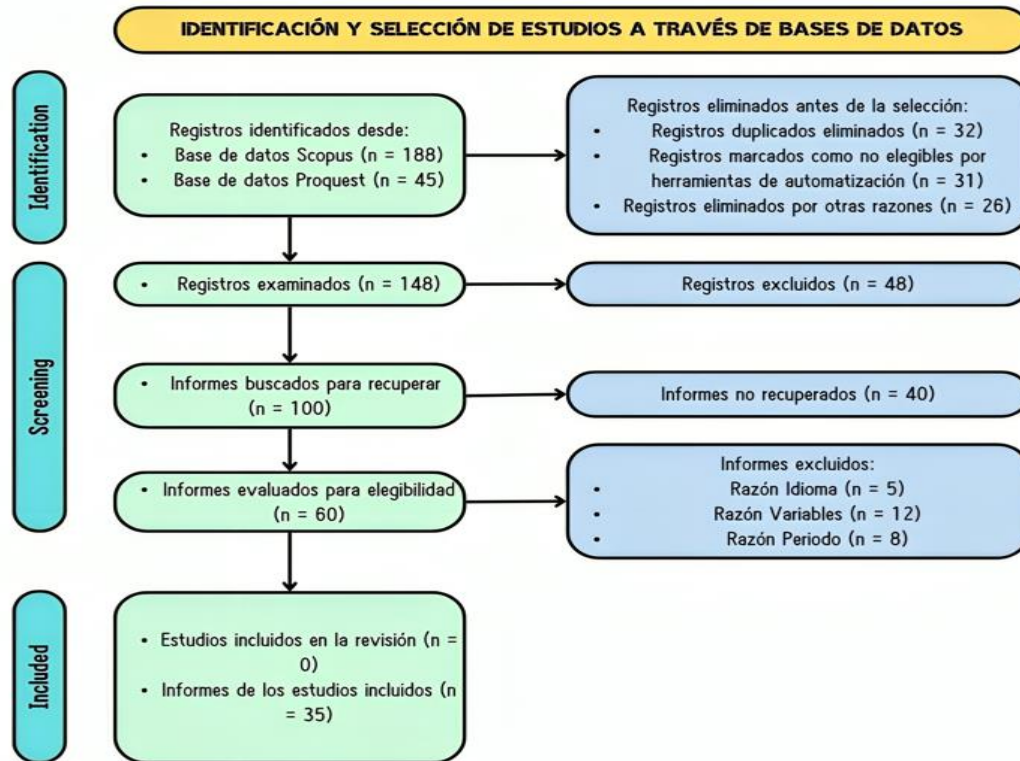 IDENTIFICACIÓN Y SELECCIÓN DE ESTUDIOS A TRAVÉS DE BASES DE DATOS
Identification
Registros identificados desde:
• Base de datos Scopus (n = 188)
• Base de datos Proquest (n = 45)
Registros eliminados antes de la selección:
• Registros duplicados eliminados (n = 32)
• Registros marcados como no elegibles por
herramientas de automatización (n = 31)
• Registros eliminados por otras razones (n = 26)
Screening
• Registros examinados (n = 148)
Registros excluidos (n = 48)
• Informes buscados para recuperar
(n = 100)
Informes no recuperados (n = 40)
• Informes evaluados para elegibilidad
(n = 60)
Informes excluidos:
• Razón Idioma (n = 5)
• Razón Variables (n = 12)
• Razón Periodo (n = 8)
Included
• Estudios incluidos en la revisión (n =
0)
• Informes de los estudios incluidos (n
= 35)